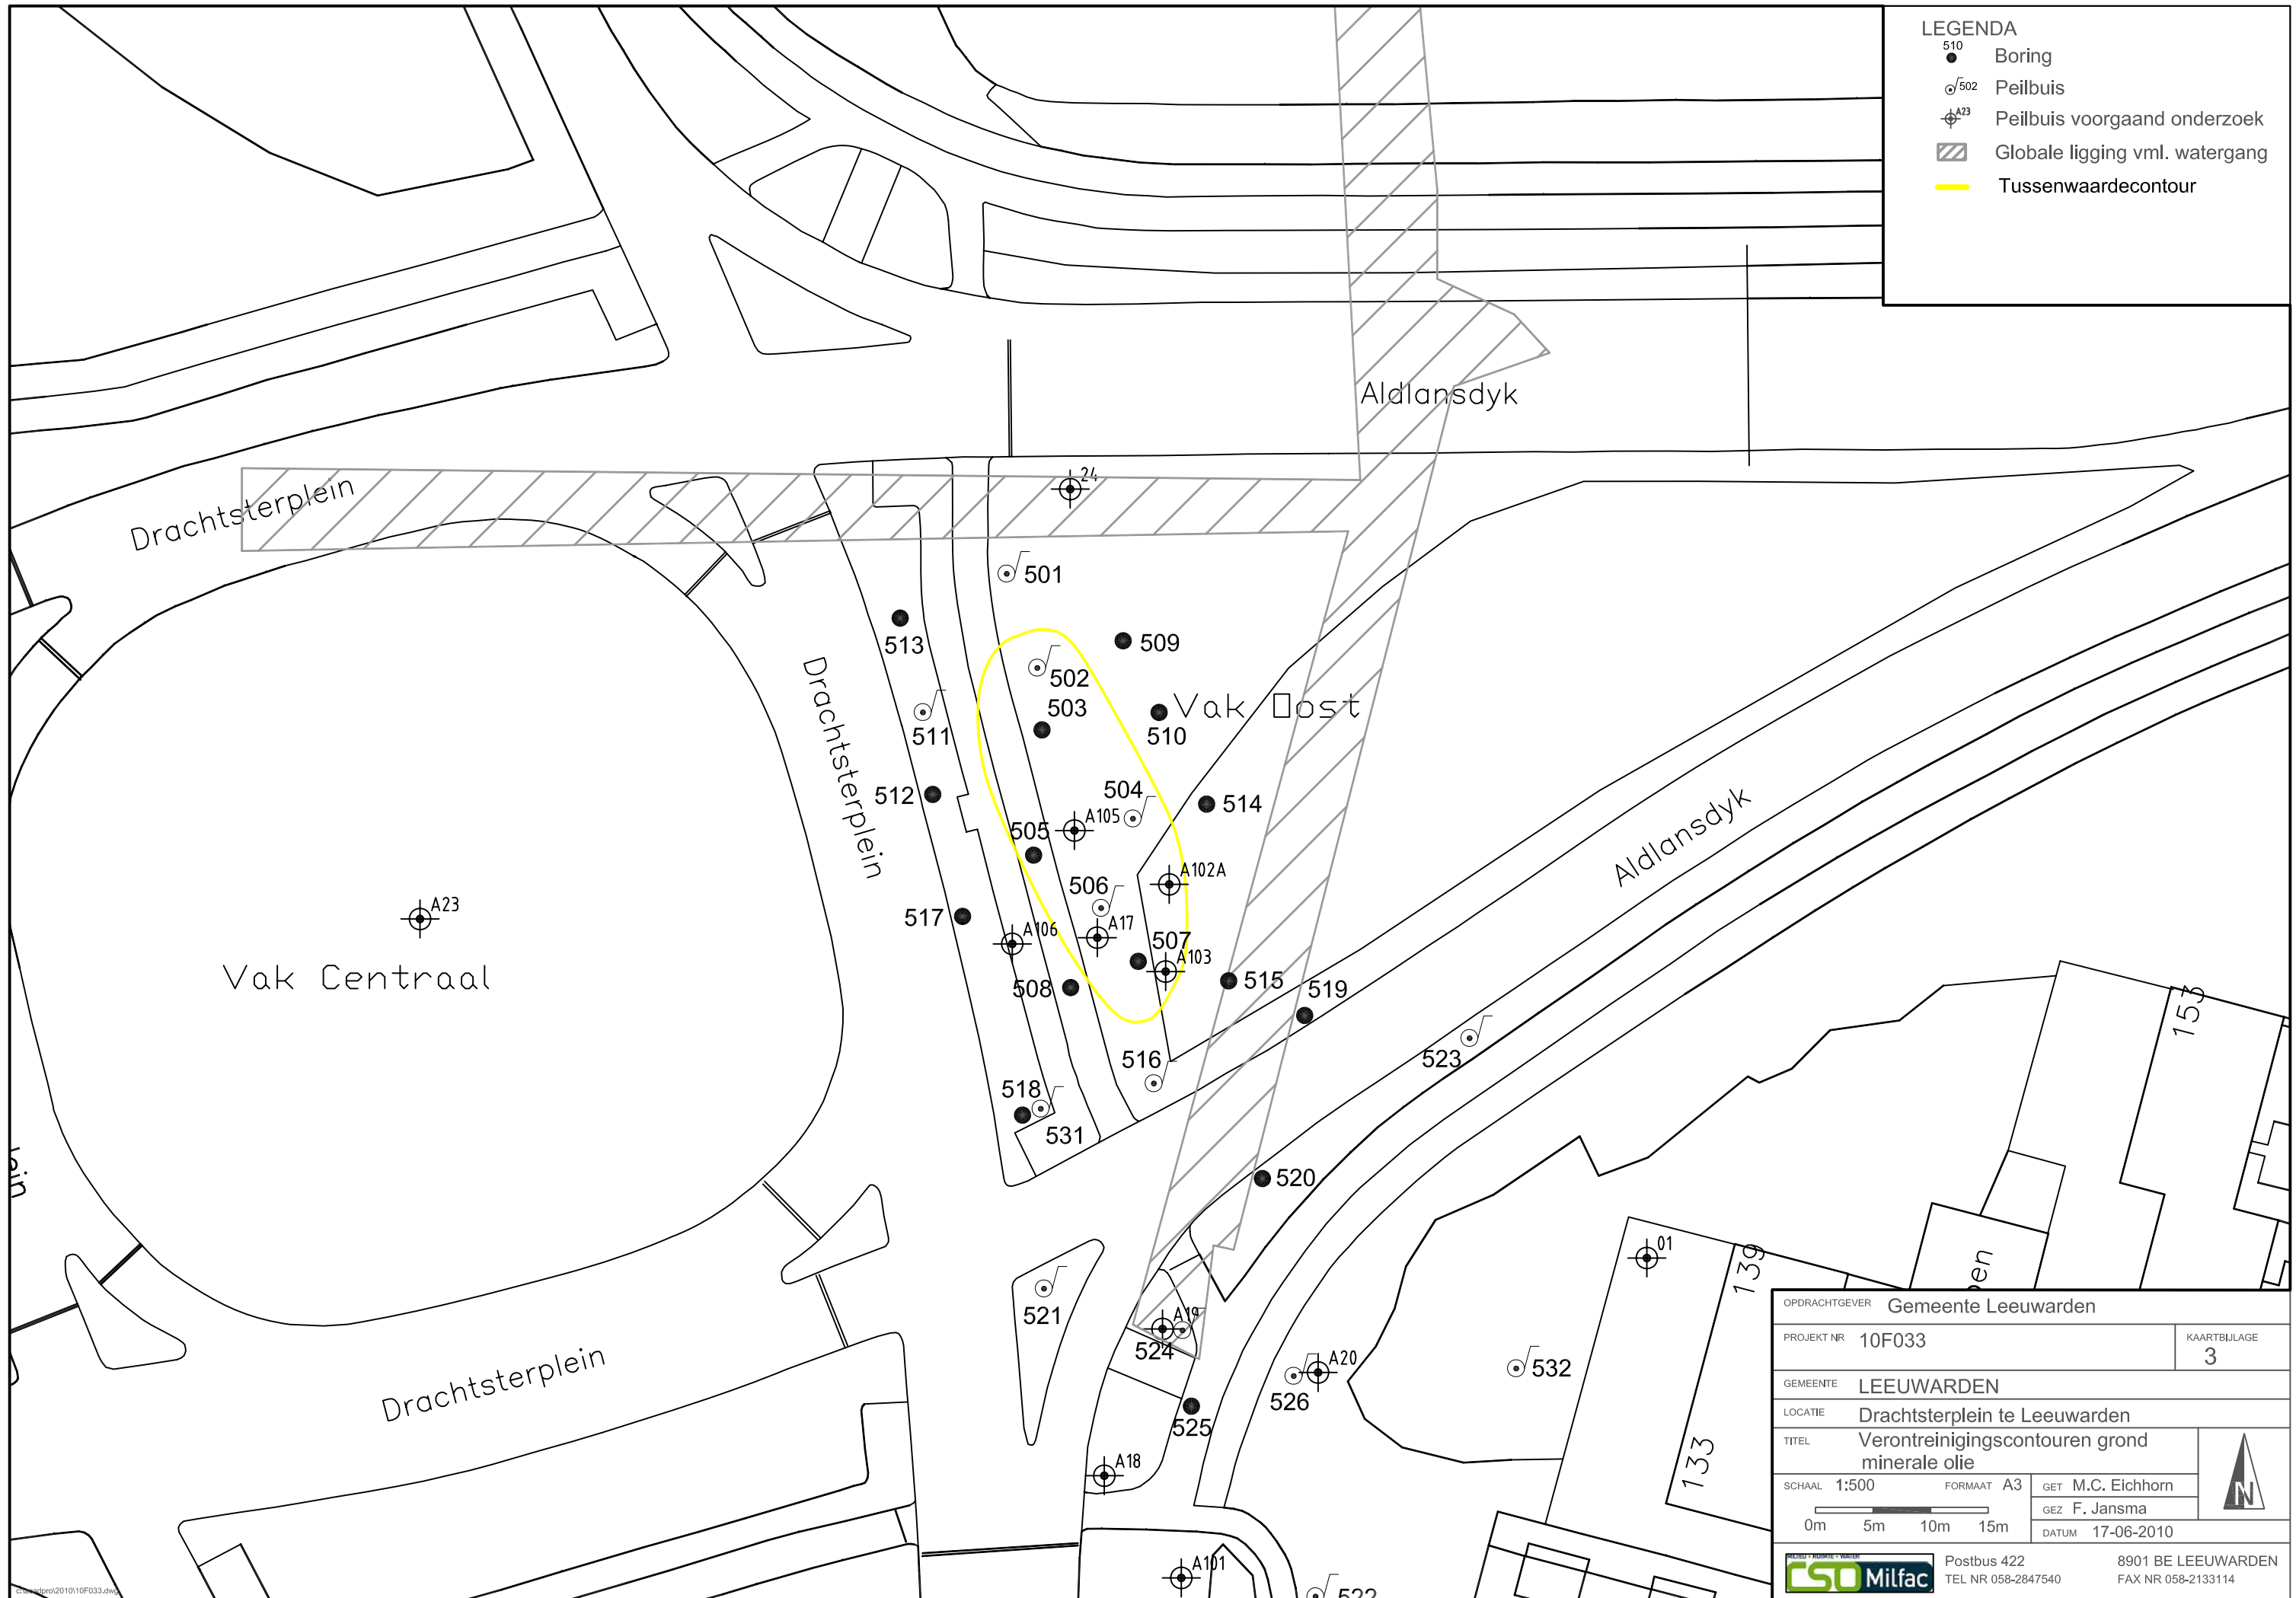 LEGENDA
510 Boring
502 Peilbuis
A23 Peilbuis voorgaand onderzoek
Globale ligging vml. watergang
Tussenwaardecontour
Aldlansdyk
24
Drachtsterplein
501
513
509
502
503
Vak Oost
511
510
Drachtsterplein
512
504
514
A105
505
Aldlansdyk
A102A
506
A23
517
A106
A17
507
A103
Vak Centraal
508
515
519
153
516
523
518
531
520
01
139
521
A19
524
A20
526
532
Drachtsterplein
525
133
A18
A101
OPDRACHTGEVER Gemeente Leeuwarden
PROJEKT NR 10F033
KAARTBIJLAGE
3
GEMEENTE LEEUWARDEN
LOCATIE Drachtsterplein te Leeuwarden
TITEL Verontreinigingscontouren grond
minerale olie
N
SCHAAL 1:500 FORMAAT A3 GET M.C. Eichhorn
GEZ F. Jansma
0m 5m 10m 15m
DATUM 17-06-2010
MILIEU • RUIMTE • WATER
CSO Milfac
Postbus 422 8901 BE LEEUWARDEN
TEL NR 058-2847540 FAX NR 058-2133114